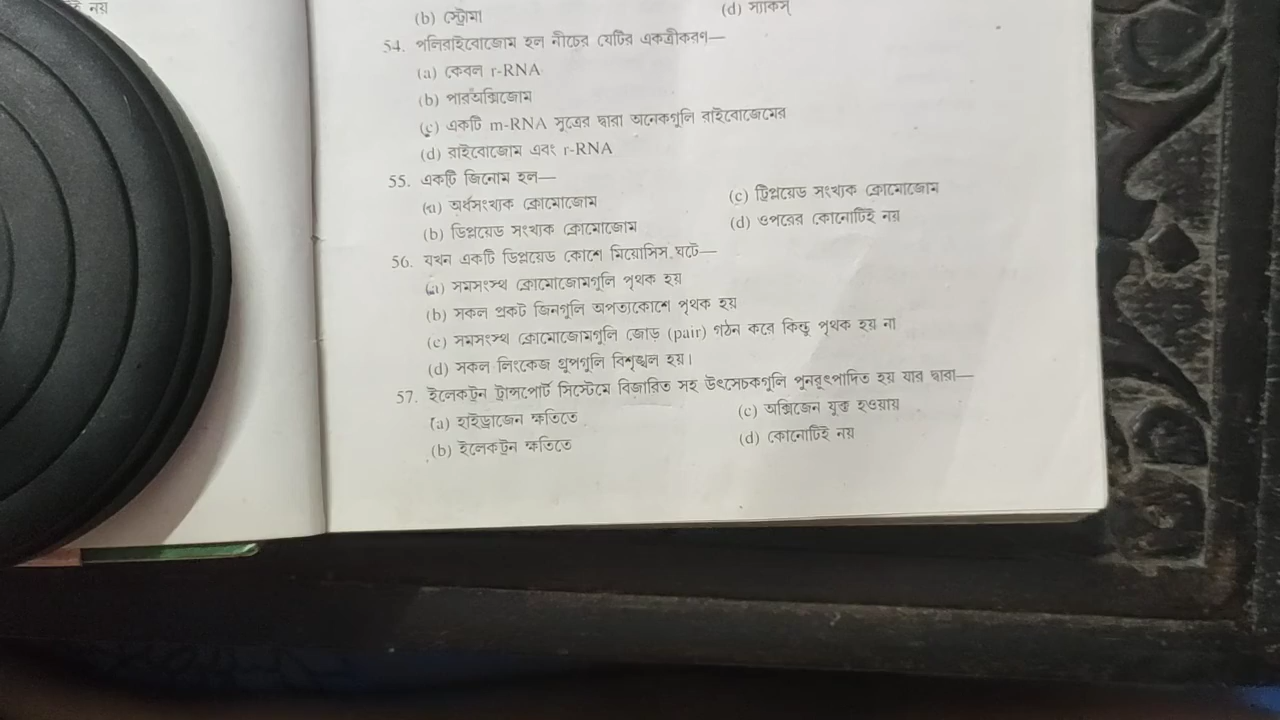 নয়
(b) স্ট্রোমা (d) স্যাকস্
54. পলিরাইবোজোম হল নীচের যেটির একত্রীকরণ—
(a) কেবল r-RNA
(b) পারঅক্সিজোম
(c) একটি m-RNA সূত্রের দ্বারা অনেকগুলি রাইবোজেমের
(d) রাইবোজোম এবং r-RNA
55. একটি জিনোম হল—
(a) অর্ধসংখ্যক ক্রোমোজোম (c) ট্রিপ্লয়েড সংখ্যক ক্রোমোজোম
(b) ডিপ্লয়েড সংখ্যক ক্রোমোজোম (d) ওপরের কোনোটিই নয়
56. যখন একটি ডিপ্লয়েড কোশে মিয়োসিস ঘটে—
(a) সমসংস্থ ক্রোমোজোমগুলি পৃথক হয়
(b) সকল প্রকট জিনগুলি অপত্যকোশে পৃথক হয়
(c) সমসংস্থ ক্রোমোজোমগুলি জোড় (pair) গঠন করে কিন্তু পৃথক হয় না
(d) সকল লিংকেজ গ্রুপগুলি বিশৃঙ্খল হয়।
57. ইলেকট্রন ট্রান্সপোর্ট সিস্টেমে বিজারিত সহ উৎসেচকগুলি পুনরুৎপাদিত হয় যার দ্বারা—
(a) হাইড্রোজেন ক্ষতিতে (c) অক্সিজেন যুক্ত হওয়ায়
(b) ইলেকট্রন ক্ষতিতে (d) কোনোটিই নয়